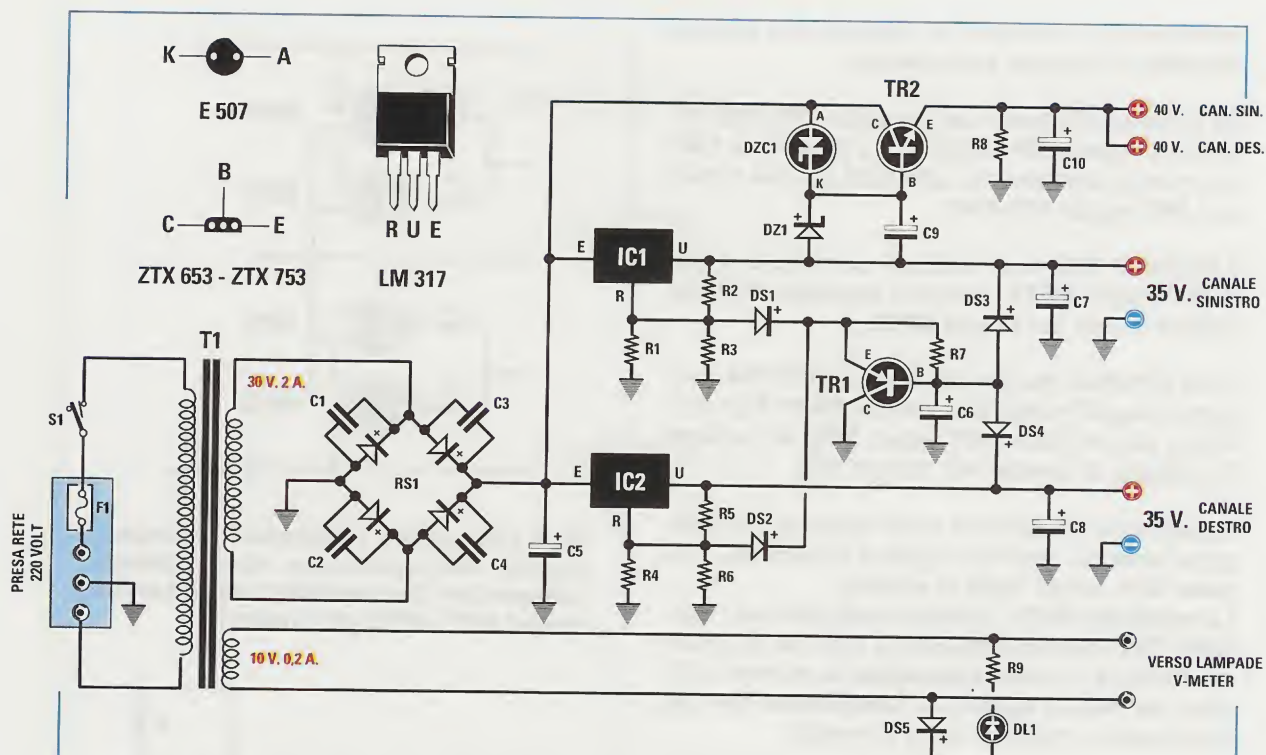 K A
E 507
B
C E
ZTX 653 - ZTX 753
R U E
LM 317
TR2
A
C E
DZC1
K
B
R8
+
C10
+ 40 V. CAN. SIN.
+ 40 V. CAN. DES.
+
DZ1
+
C9
E IC1 U
R
R2
DS1
+
R1
R3
DS3
+
+
C7
+
35 V. CANALE
SINISTRO
-
TR1
E
B
C
R7
+
C6
DS4
+
T1
30 V. 2 A.
C1
C3
S1
RS1
F1
C2
C4
PRESA RETE
220 VOLT
+
C5
E IC2 U
R
R5
DS2
+
R4
R6
+
C8
+
35 V. CANALE
DESTRO
-
10 V. 0,2 A.
R9
VERSO LAMPADE
V-METER
DS5
+
DL1